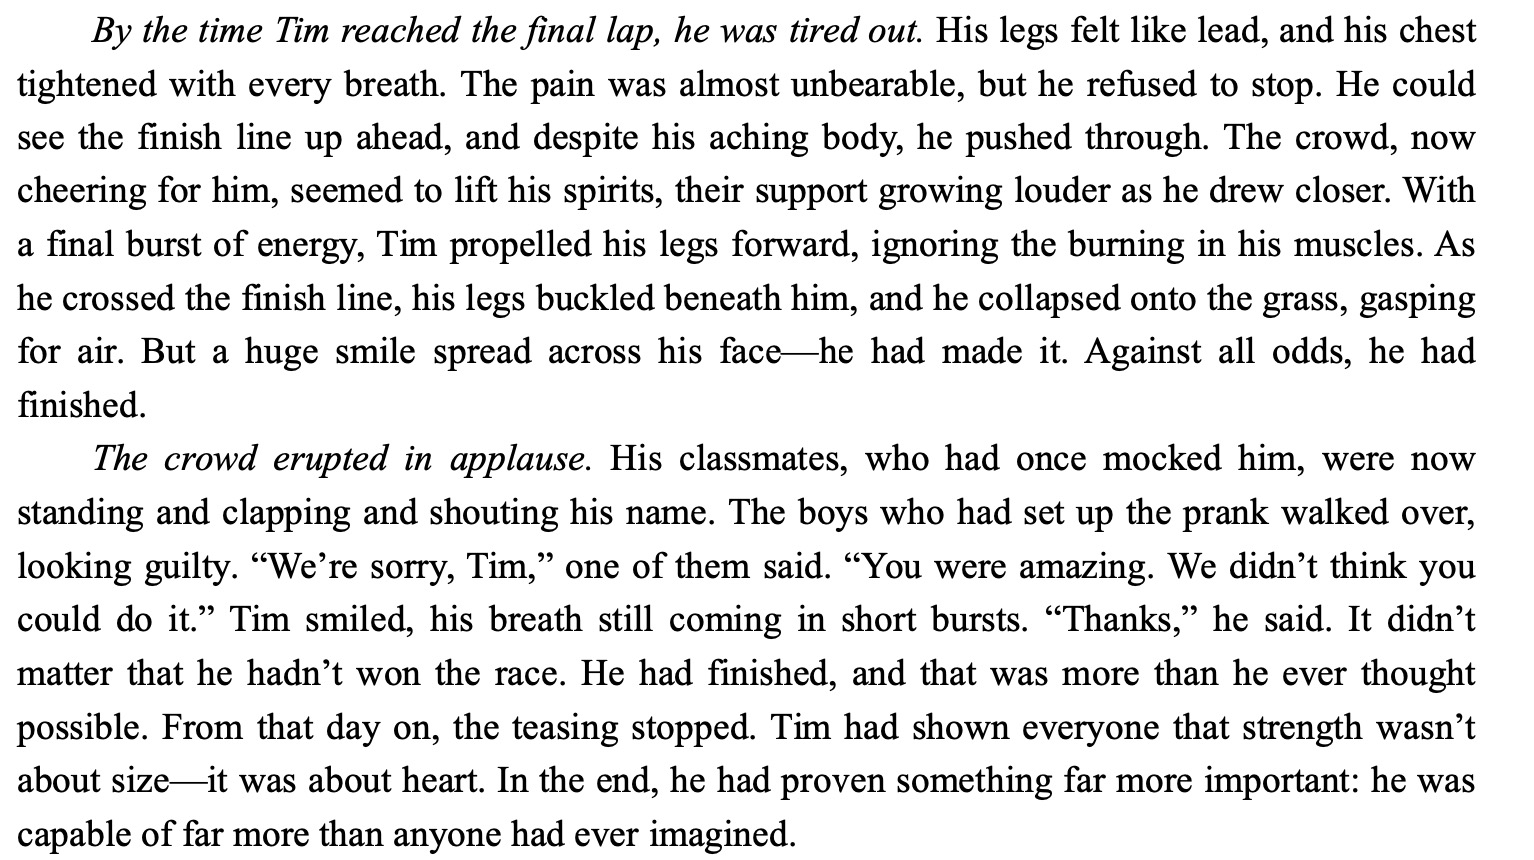 By the time Tim reached the final lap, he was tired out. His legs felt like lead, and his chest
tightened with every breath. The pain was almost unbearable, but he refused to stop. He could
see the finish line up ahead, and despite his aching body, he pushed through. The crowd, now
cheering for him, seemed to lift his spirits, their support growing louder as he drew closer. With
a final burst of energy, Tim propelled his legs forward, ignoring the burning in his muscles. As
he crossed the finish line, his legs buckled beneath him, and he collapsed onto the grass, gasping
for air. But a huge smile spread across his face—he had made it. Against all odds, he had
finished.
The crowd erupted in applause. His classmates, who had once mocked him, were now
standing and clapping and shouting his name. The boys who had set up the prank walked over,
looking guilty. “We’re sorry, Tim,” one of them said. “You were amazing. We didn’t think you
could do it.” Tim smiled, his breath still coming in short bursts. “Thanks,” he said. It didn’t
matter that he hadn’t won the race. He had finished, and that was more than he ever thought
possible. From that day on, the teasing stopped. Tim had shown everyone that strength wasn’t
about size—it was about heart. In the end, he had proven something far more important: he was
capable of far more than anyone had ever imagined.